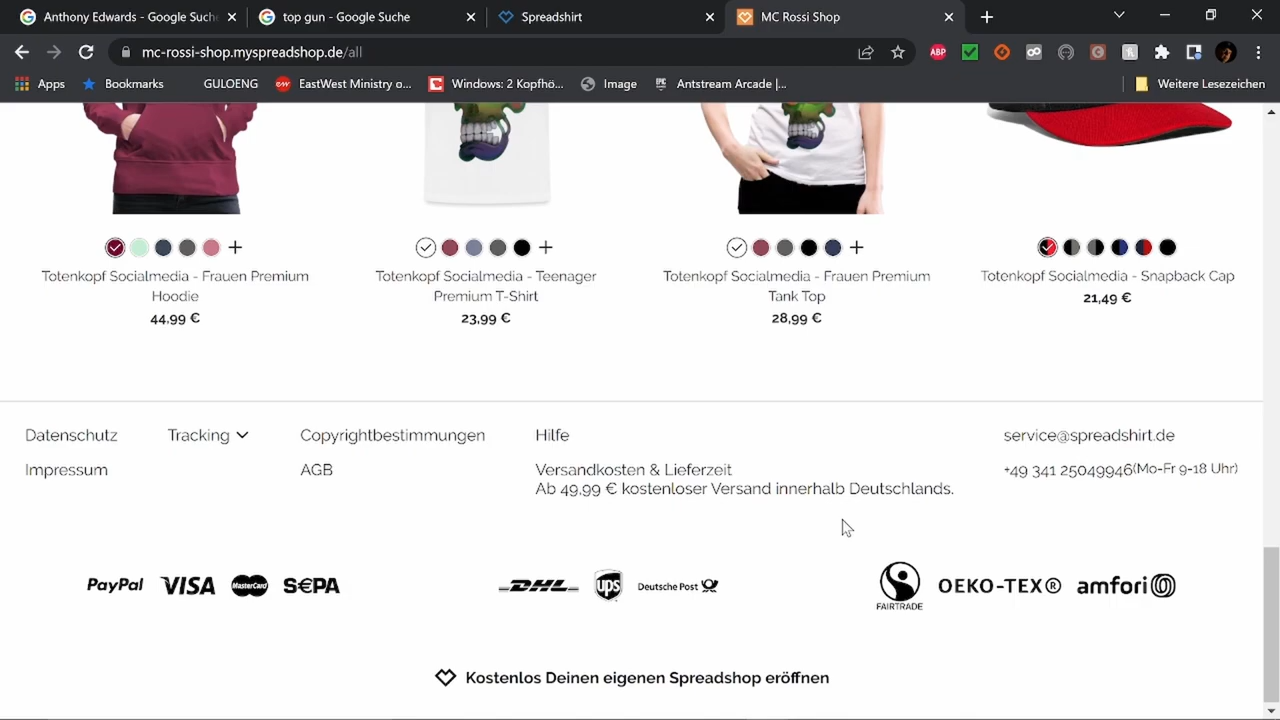 Anthony Edwards - Google Suche
top gun - Google Suche
Spreadshirt
MC Rossi Shop
mc-rossi-shop.myspreadshop.de/all
ABP
Apps
Bookmarks
GULOENG
EastWest Ministry o...
Windows: 2 Kopfhö...
Image
Antstream Arcade |...
Weitere Lesezeichen
Totenkopf Socialmedia - Frauen Premium
Hoodie
44,99 €
Totenkopf Socialmedia - Teenager
Premium T-Shirt
23,99 €
Totenkopf Socialmedia - Frauen Premium
Tank Top
28,99 €
Totenkopf Socialmedia - Snapback Cap
21,49 €
Datenschutz
Tracking
Copyrightbestimmungen
Hilfe
service@spreadshirt.de
Impressum
AGB
Versandkosten & Lieferzeit
Ab 49,99 € kostenloser Versand innerhalb Deutschlands.
+49 341 25049946(Mo-Fr 9-18 Uhr)
PayPal
VISA
MasterCard
S€PA
DHL
ups
Deutsche Post
FAIRTRADE
OEKO-TEX®
amfori
Kostenlos Deinen eigenen Spreadshop eröffnen